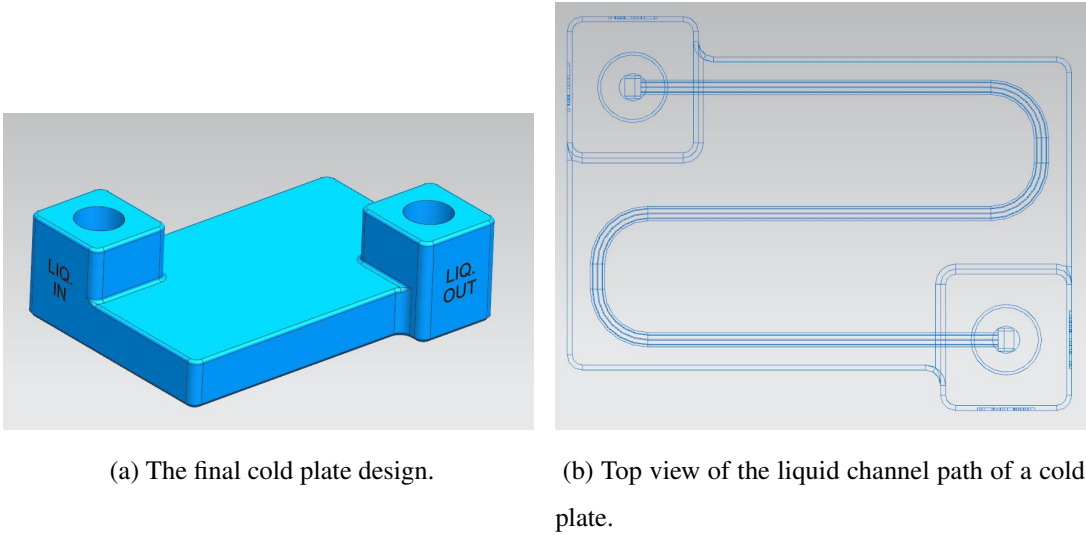 LIQ.
IN
LIQ.
OUT
(a) The final cold plate design.
(b) Top view of the liquid channel path of a cold
plate.